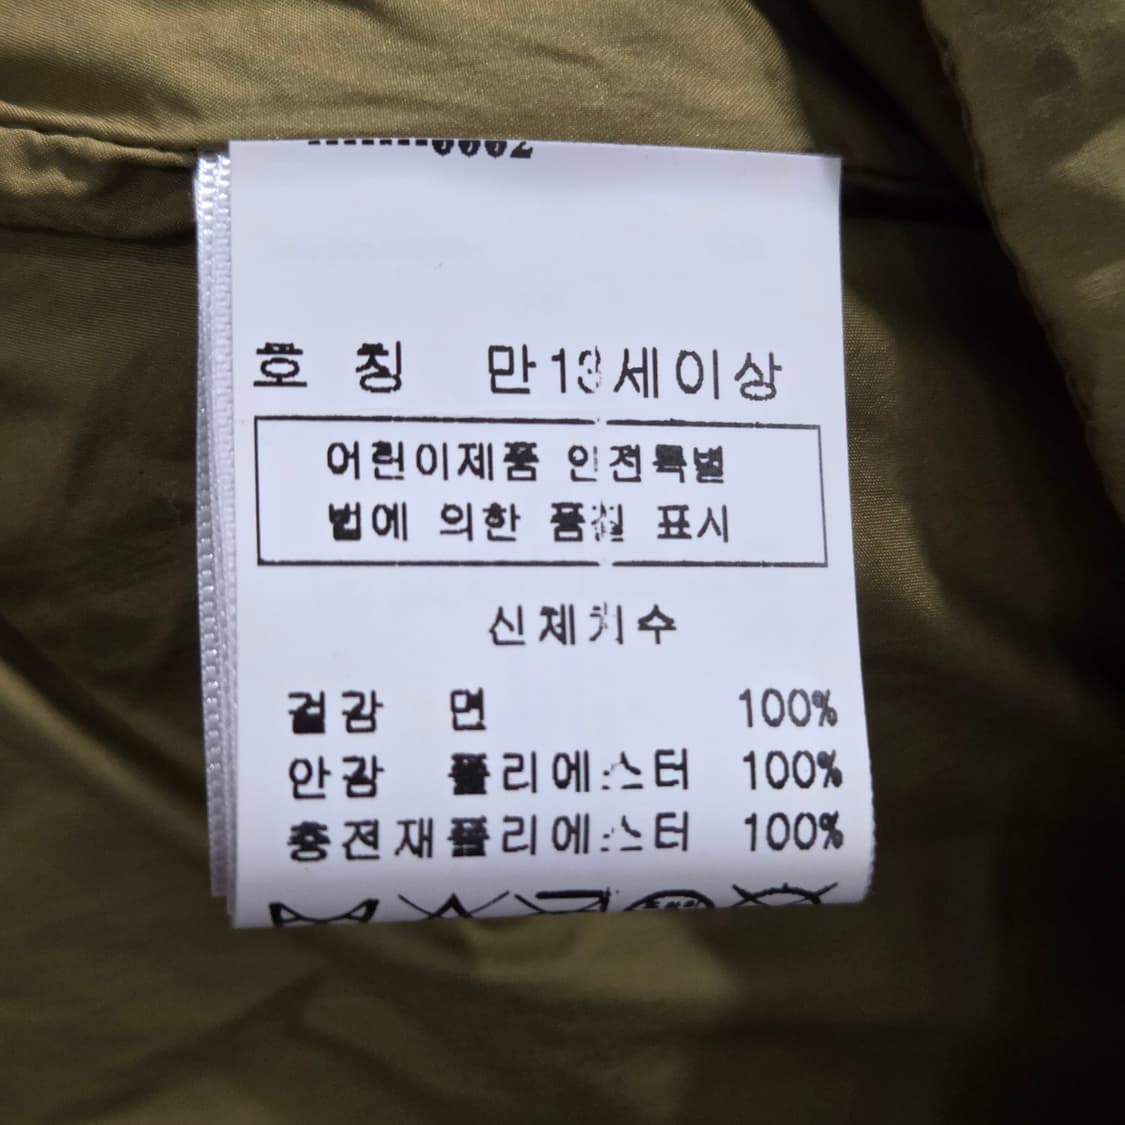 호 칭 만13세이상
어린이제품 안전특별
법에 의한 품질 표시
신체치수
겉감 면 100%
안감 폴리에스터 100%
충전재 폴리에스터 100%